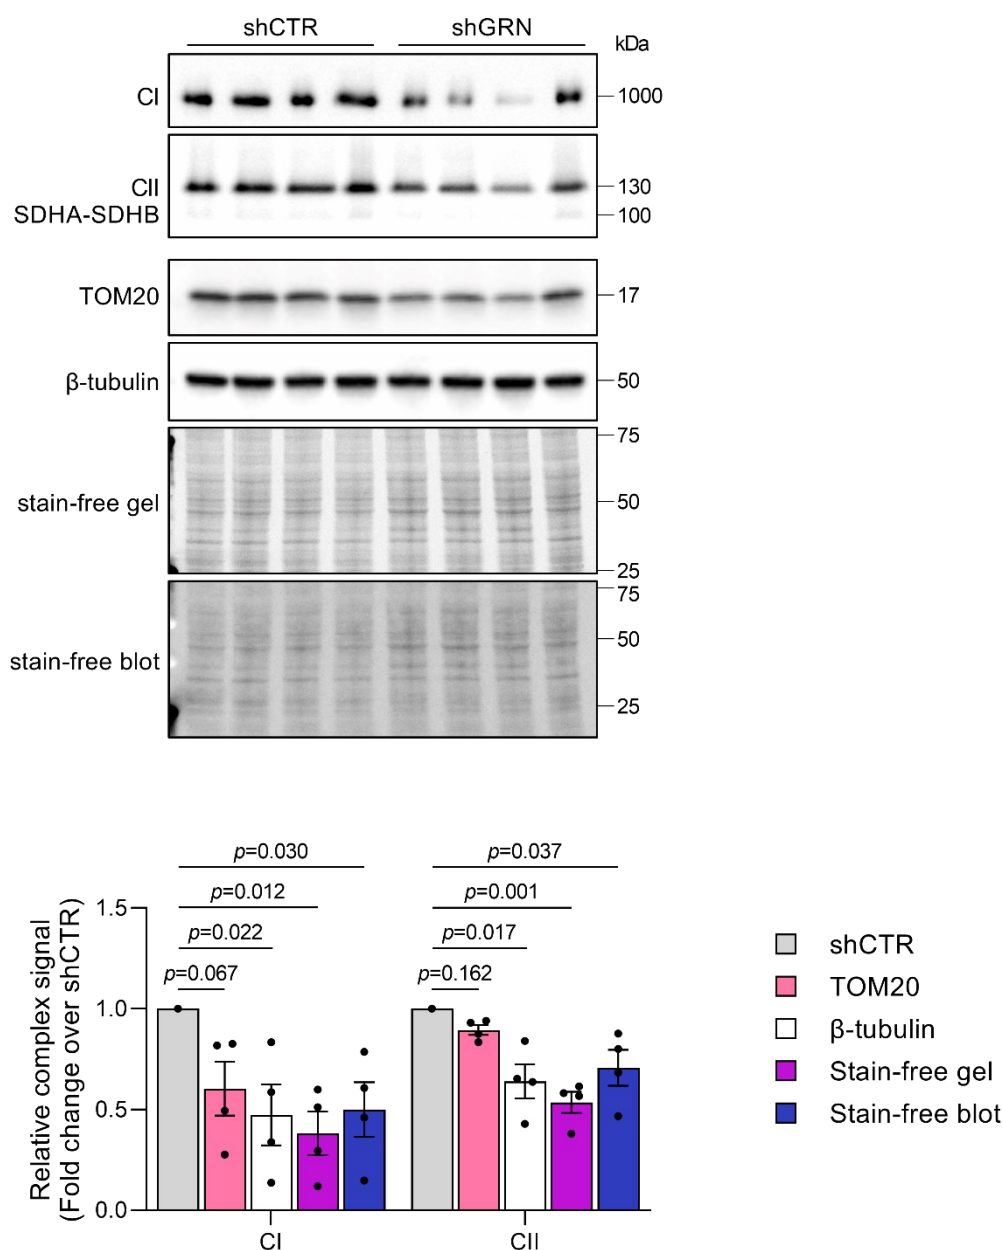 shCTR shGRN
kDa
CI 1000
CII 130
SDHA-SDHB 100
TOM20 17
β-tubulin 50
75
stain-free gel 50
25
75
50
stain-free blot
25
p=0.030 p=0.037
p=0.012 p=0.001
p=0.022 p=0.017
p=0.067 p=0.162
Relative complex signal
(Fold change over shCTR)
1.5
1.0
0.5
0.0
CI CII
shCTR
TOM20
β-tubulin
Stain-free gel
Stain-free blot